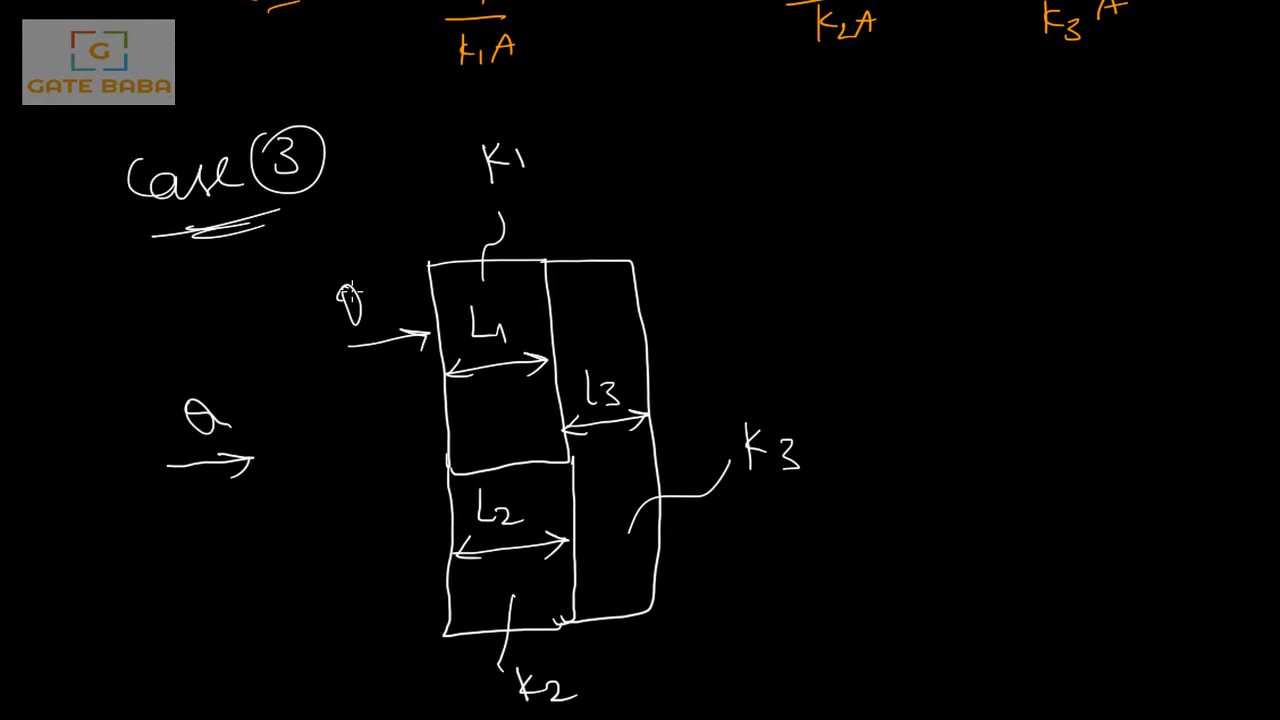 K1A
K2A
K3 A
G
GATE BABA
Case 3
K1
Q
L1
L3
Q
K3
L2
K2